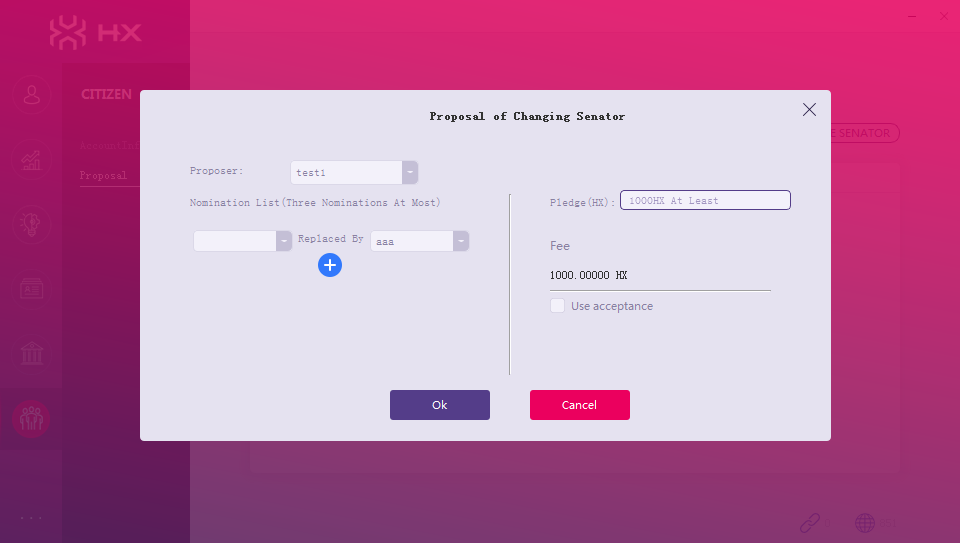 HX
CITIZEN
Proposal
E SENATOR
Proposal of Changing Senator
Proposer:
test1
Nomination List(Three Nominations At Most)
Replaced By
aaa
Pledge(HX):
1000HX At Least
Fee
1000.00000 HX
Use acceptance
Ok
Cancel